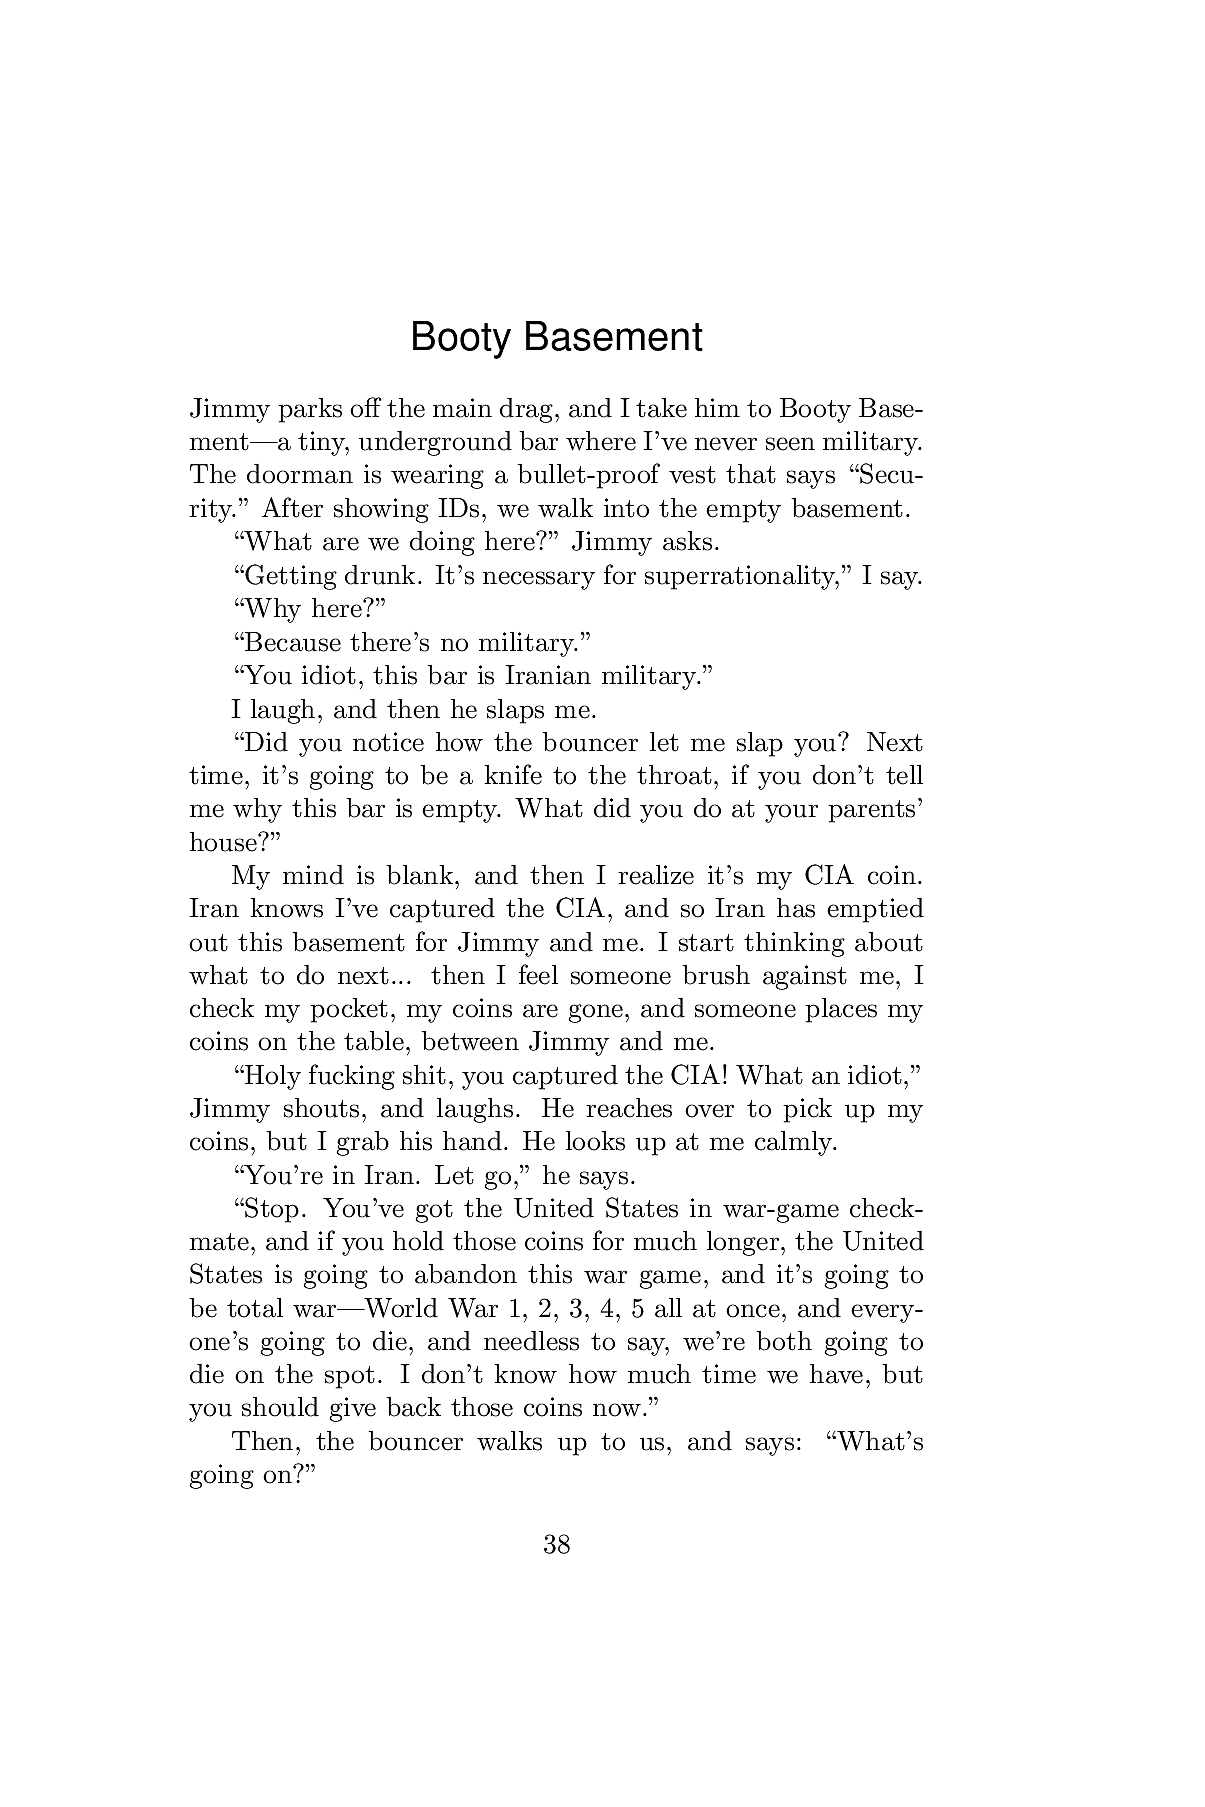 Booty Basement
Jimmy parks off the main drag, and I take him to Booty Base-
ment—a tiny, underground bar where I've never seen military.
The doorman is wearing a bullet-proof vest that says “Secu-
rity.” After showing IDs, we walk into the empty basement.
“What are we doing here?” Jimmy asks.
“Getting drunk. It's necessary for superrationality,” I say.
“Why here?”
“Because there's no military.”
“You idiot, this bar is Iranian military.”
I laugh, and then he slaps me.
“Did you notice how the bouncer let me slap you? Next
time, it's going to be a knife to the throat, if you don't tell
me why this bar is empty. What did you do at your parents'
house?”
My mind is blank, and then I realize it's my CIA coin.
Iran knows I've captured the CIA, and so Iran has emptied
out this basement for Jimmy and me. I start thinking about
what to do next... then I feel someone brush against me, I
check my pocket, my coins are gone, and someone places my
coins on the table, between Jimmy and me.
“Holy fucking shit, you captured the CIA! What an idiot,”
Jimmy shouts, and laughs. He reaches over to pick up my
coins, but I grab his hand. He looks up at me calmly.
“You're in Iran. Let go,” he says.
“Stop. You've got the United States in war-game check-
mate, and if you hold those coins for much longer, the United
States is going to abandon this war game, and it's going to
be total war—World War 1, 2, 3, 4, 5 all at once, and every-
one's going to die, and needless to say, we're both going to
die on the spot. I don't know how much time we have, but
you should give back those coins now.”
Then, the bouncer walks up to us, and says: “What's
going on?”
38